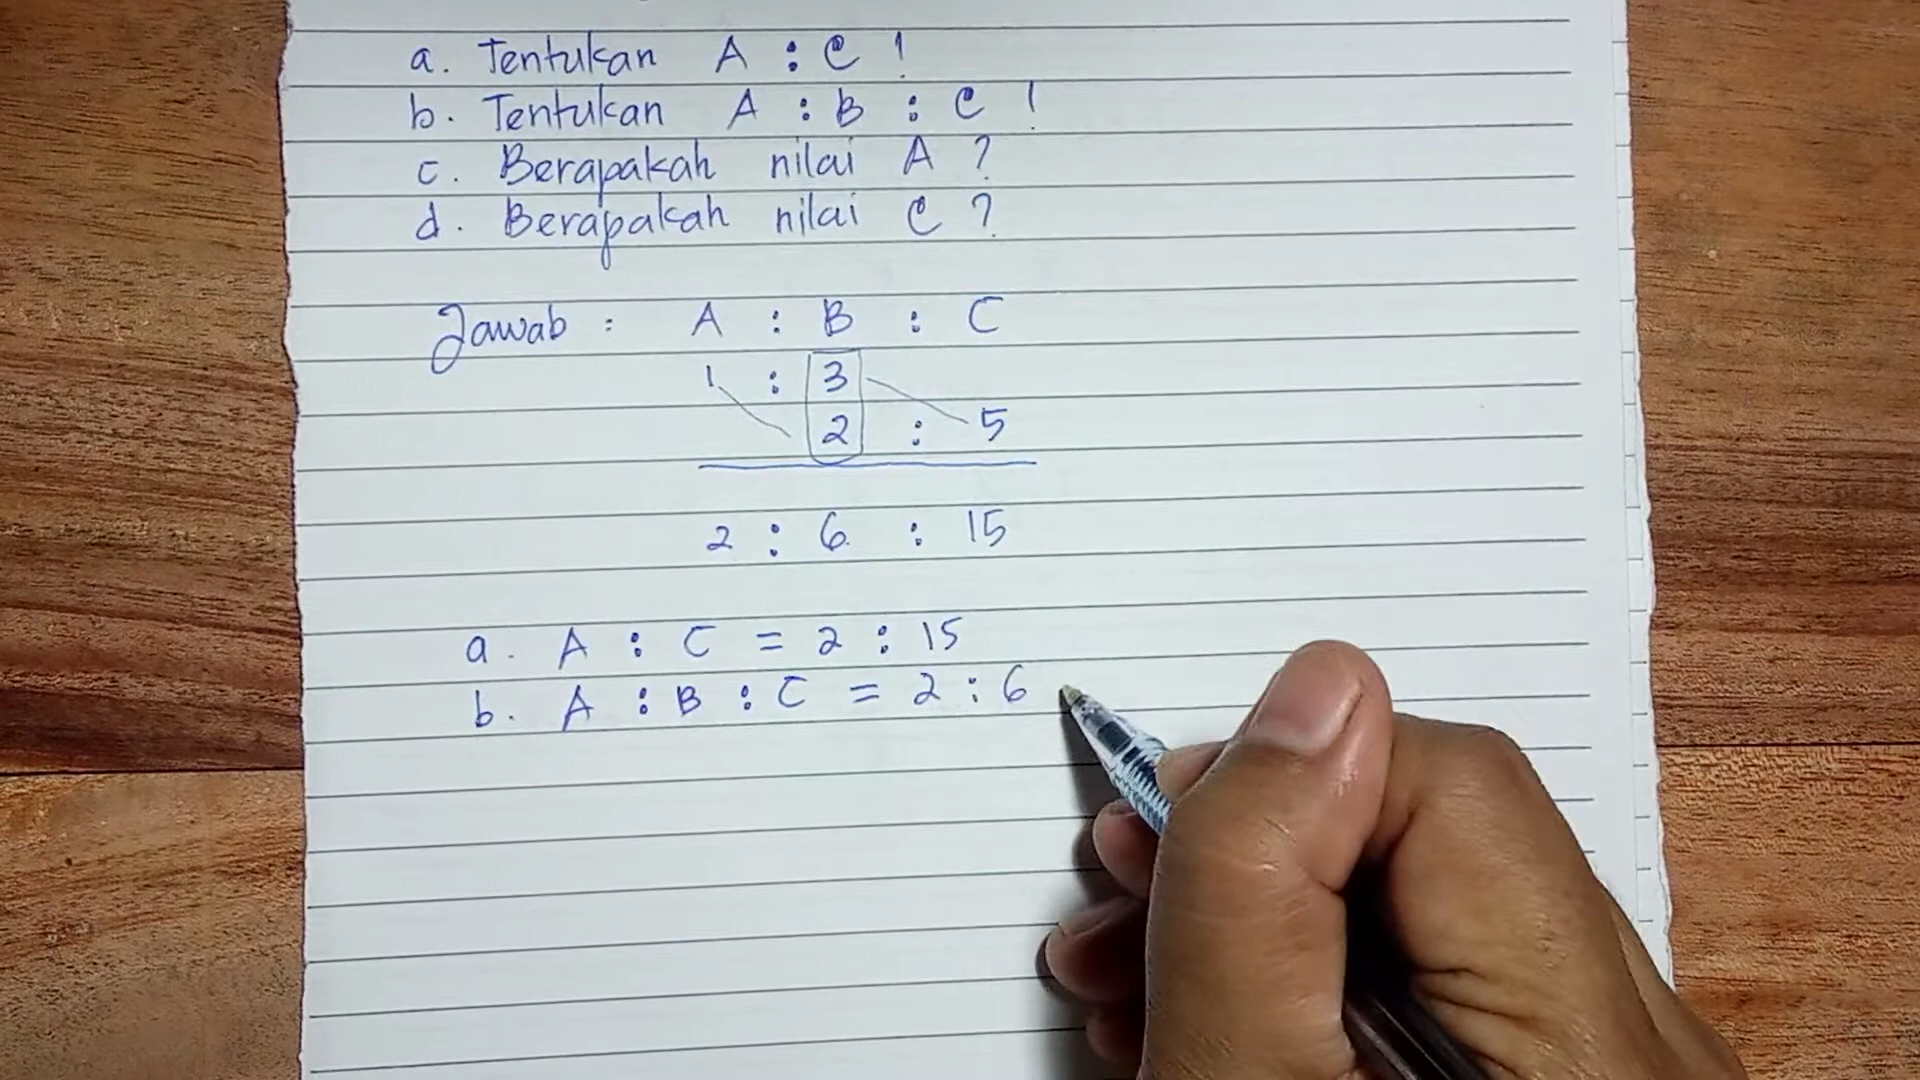 a. Tentukan A : C !
b. Tentukan A : B : C !
c. Berapakah nilai A ?
d. Berapakah nilai C ?
Jawab : A : B : C
1 : 3
2 : 5
2 : 6 : 15
a. A : C = 2 : 15
b. A : B : C = 2 : 6